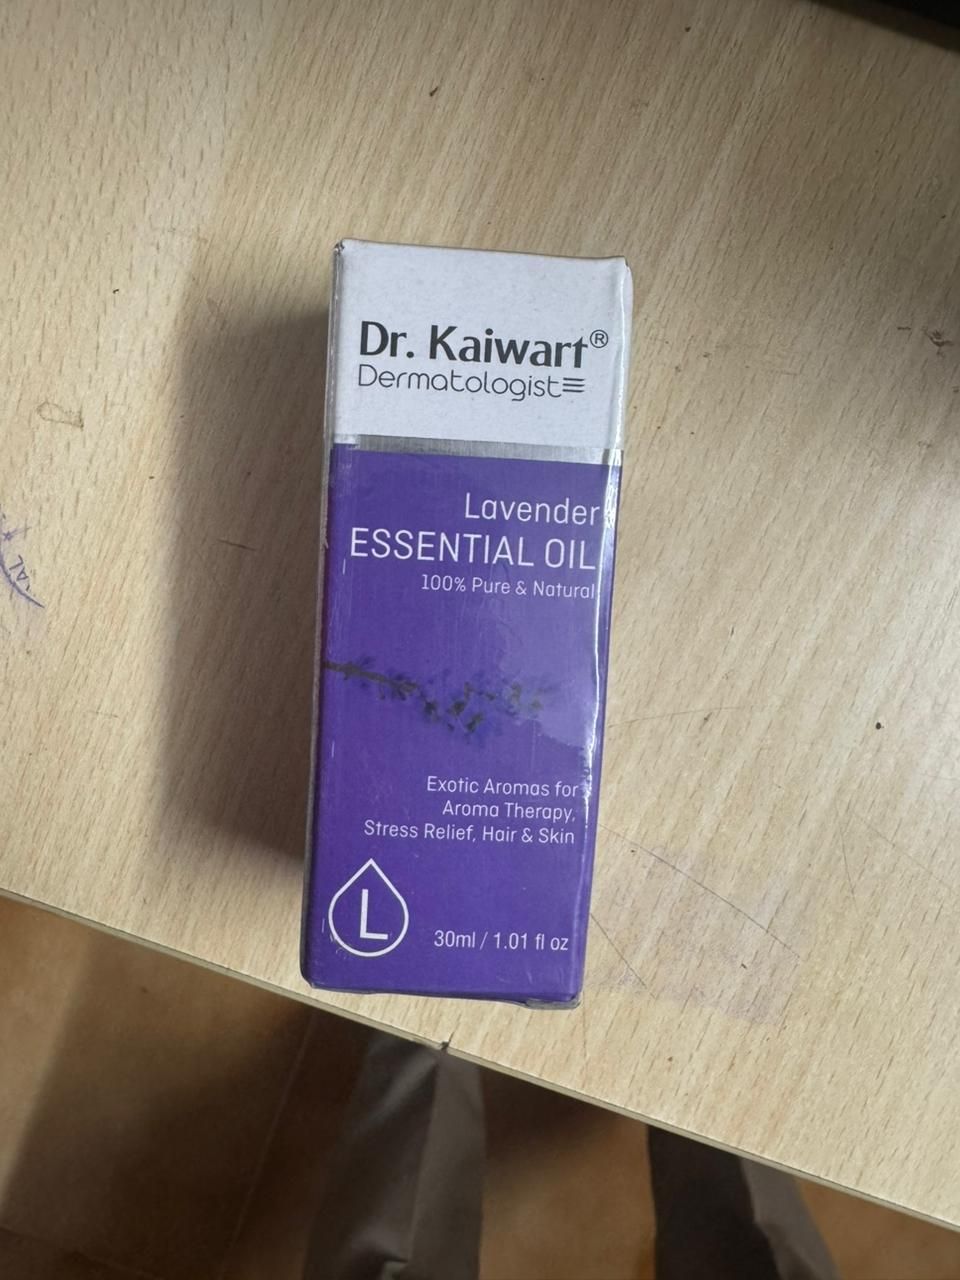 Dr. Kaiwart®
Dermatologist
Lavender
ESSENTIAL OIL
100% Pure & Natural
Exotic Aromas for
Aroma Therapy,
Stress Relief, Hair & Skin
L
30ml / 1.01 fl oz